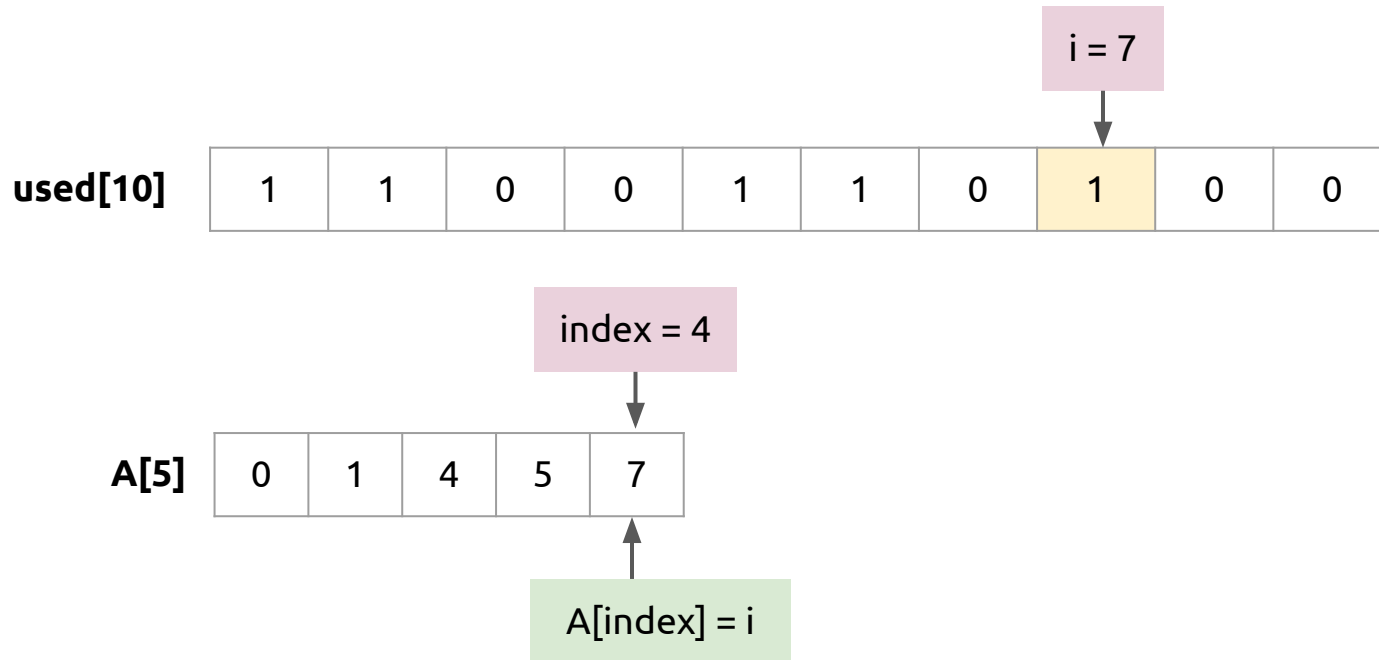 i = 7
used[10] 1 1 0 0 1 1 0 1 0 0
index = 4
A[5] 0 1 4 5 7
A[index] = i